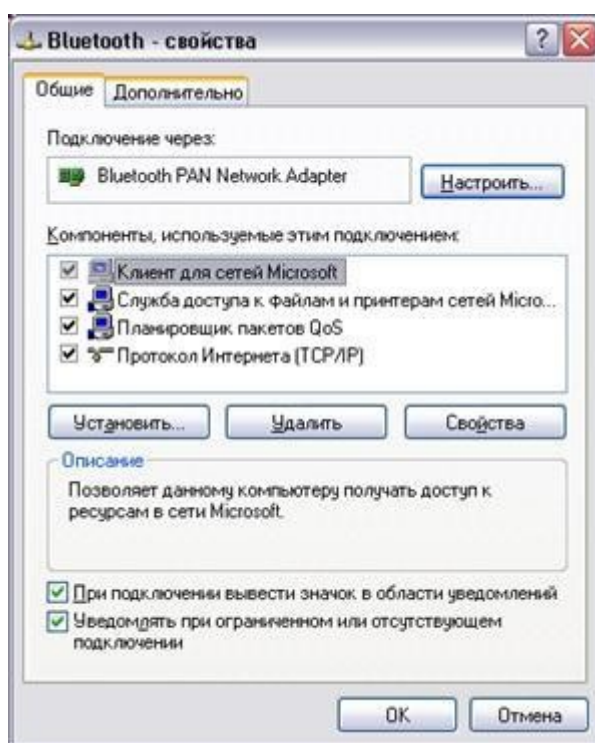 Bluetooth - свойства
Общие
Дополнительно
Подключение через:
Bluetooth PAN Network Adapter
Настроить...
Компоненты, используемые этим подключением:
Клиент для сетей Microsoft
Служба доступа к файлам и принтерам сетей Micro...
Планировщик пакетов QoS
Протокол Интернета (TCP/IP)
Установить...
Удалить
Свойства
Описание
Позволяет данному компьютеру получать доступ к
ресурсам в сети Microsoft.
При подключении вывести значок в области уведомлений
Уведомлять при ограниченном или отсутствующем
подключении
OK
Отмена